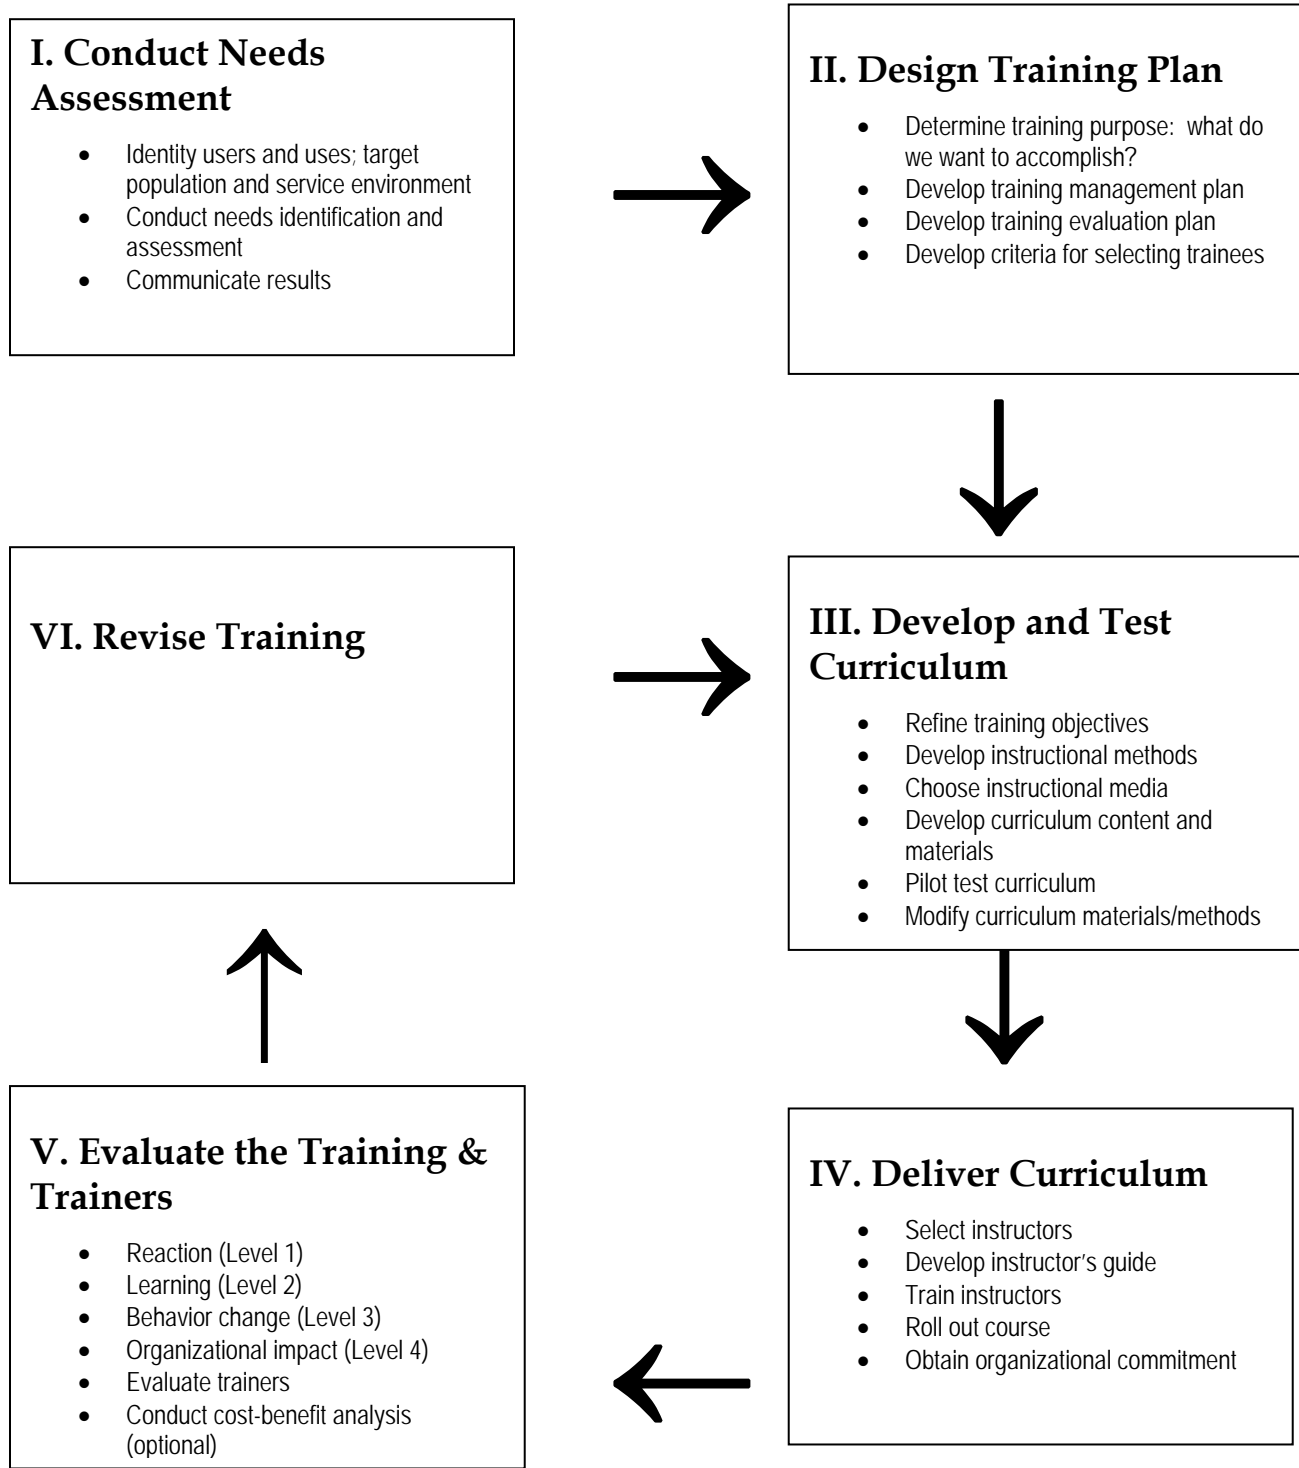 I. Conduct Needs
Assessment
• Identity users and uses; target
population and service environment
• Conduct needs identification and
assessment
• Communicate results
II. Design Training Plan
• Determine training purpose: what do
we want to accomplish?
• Develop training management plan
• Develop training evaluation plan
• Develop criteria for selecting trainees
III. Develop and Test
Curriculum
• Refine training objectives
• Develop instructional methods
• Choose instructional media
• Develop curriculum content and
materials
• Pilot test curriculum
• Modify curriculum materials/methods
IV. Deliver Curriculum
• Select instructors
• Develop instructor’s guide
• Train instructors
• Roll out course
• Obtain organizational commitment
V. Evaluate the Training &
Trainers
• Reaction (Level 1)
• Learning (Level 2)
• Behavior change (Level 3)
• Organizational impact (Level 4)
• Evaluate trainers
• Conduct cost-benefit analysis
(optional)
VI. Revise Training